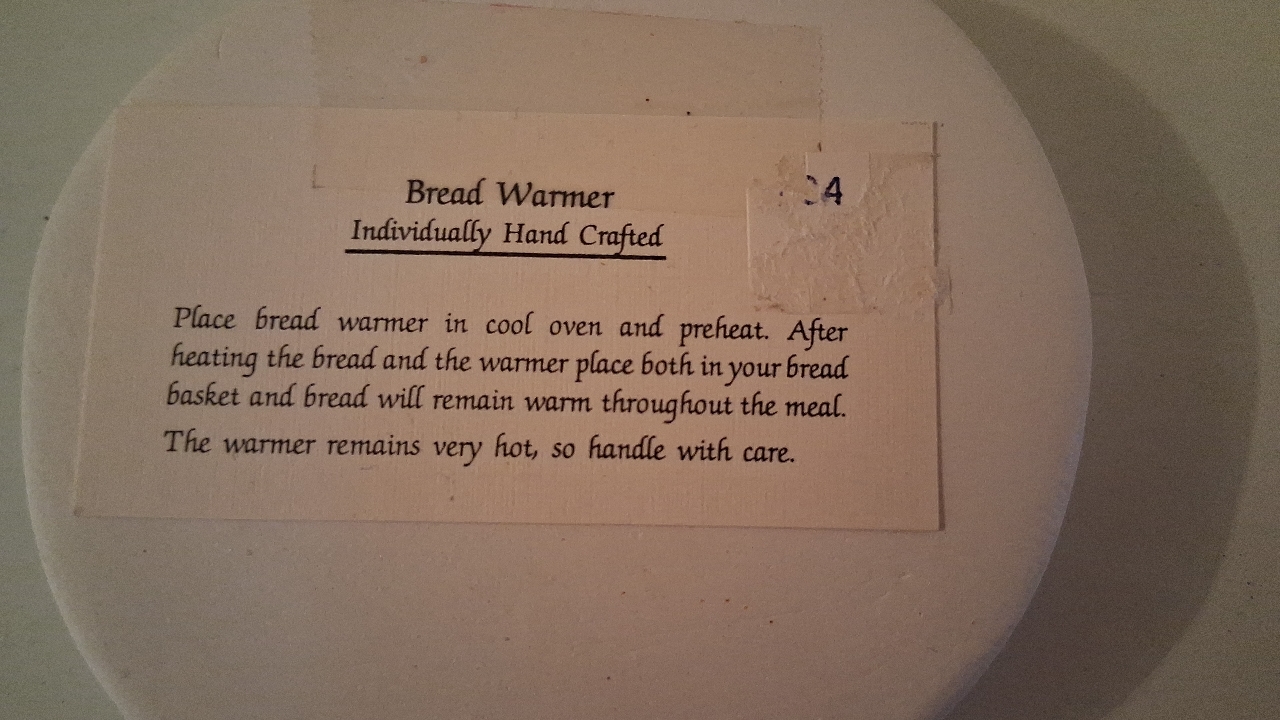 Bread Warmer
Individually Hand Crafted
Place bread warmer in cool oven and preheat. After
heating the bread and the warmer place both in your bread
basket and bread will remain warm throughout the meal.
The warmer remains very hot, so handle with care.